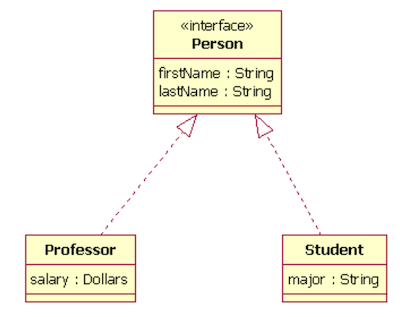 «interface»
Person
firstName : String
lastName : String
Professor
salary : Dollars
Student
major : String